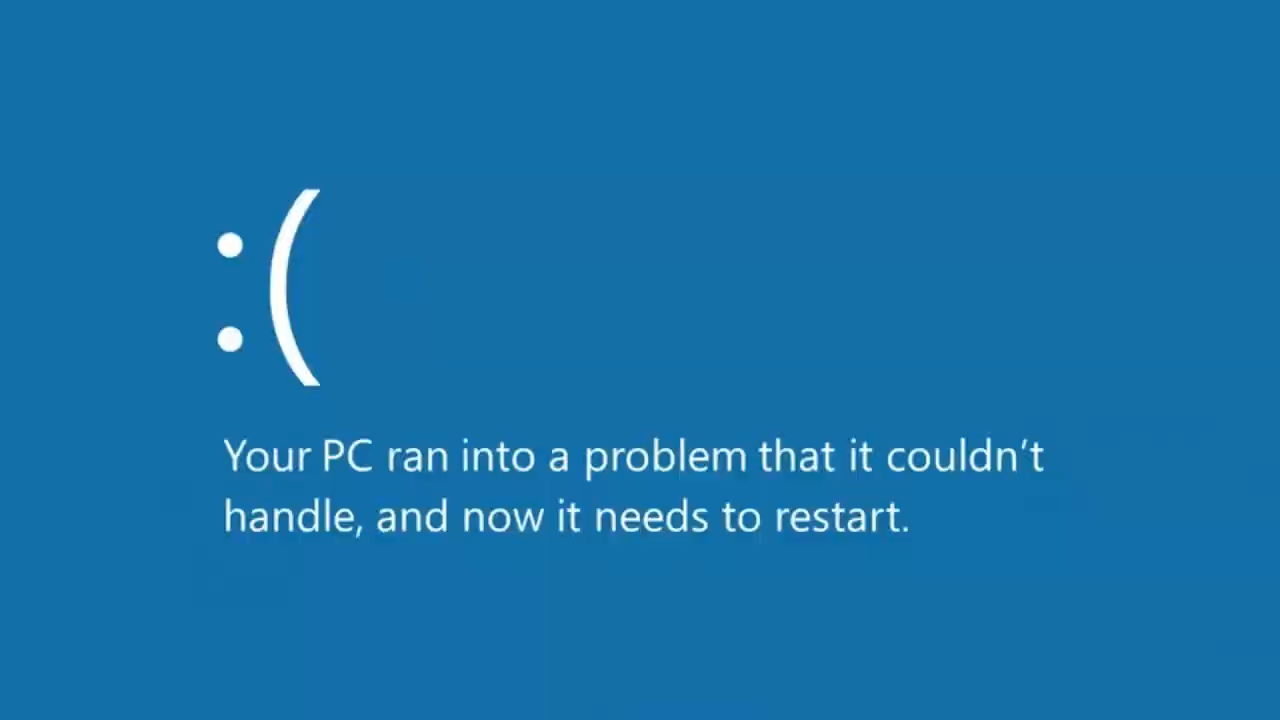 :(
Your PC ran into a problem that it couldn’t
handle, and now it needs to restart.